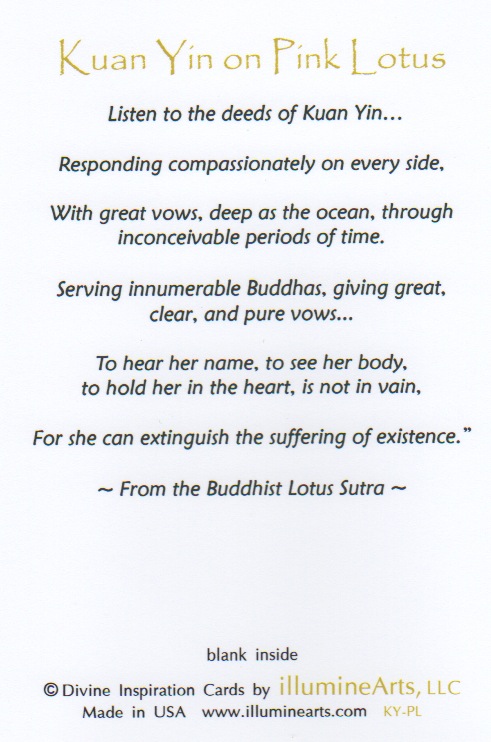 Kuan Yin on Pink Lotus
Listen to the deeds of Kuan Yin...
Responding compassionately on every side,
With great vows, deep as the ocean, through
inconceivable periods of time.
Serving innumerable Buddhas, giving great,
clear, and pure vows...
To hear her name, to see her body,
to hold her in the heart, is not in vain,
For she can extinguish the suffering of existence.”
~ From the Buddhist Lotus Sutra ~
blank inside
© Divine Inspiration Cards by illumineArts, LLC
Made in USA www.illuminearts.com KY-PL